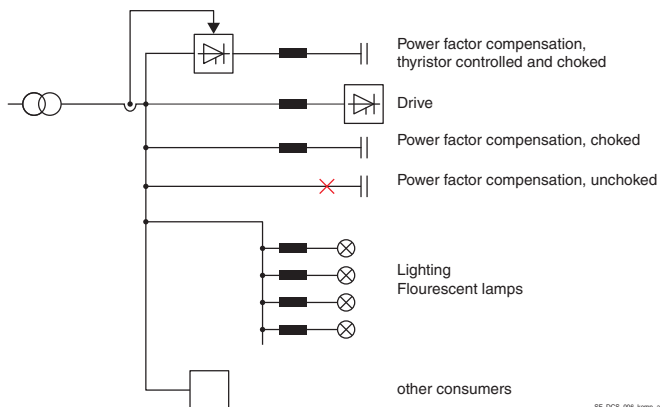 Power factor compensation,
thyristor controlled and choked
Drive
Power factor compensation, choked
Power factor compensation, unchoked
Lighting
Flourescent lamps
other consumers